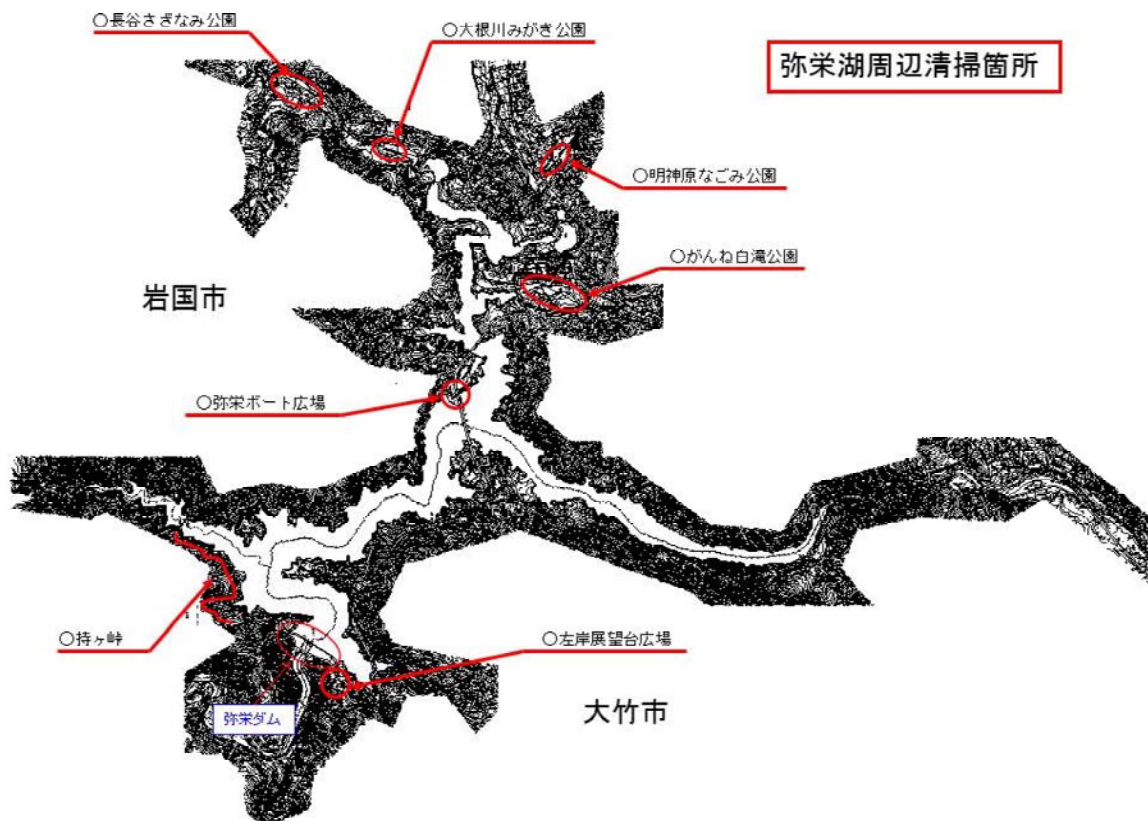 ○長谷さぎなみ公園
○大根川みがき公園
弥栄湖周辺清掃箇所
○明神原なごみ公園
○がんね白滝公園
岩国市
○弥栄ボート広場
○持ヶ峠
○左岸展望台広場
弥栄ダム
大竹市